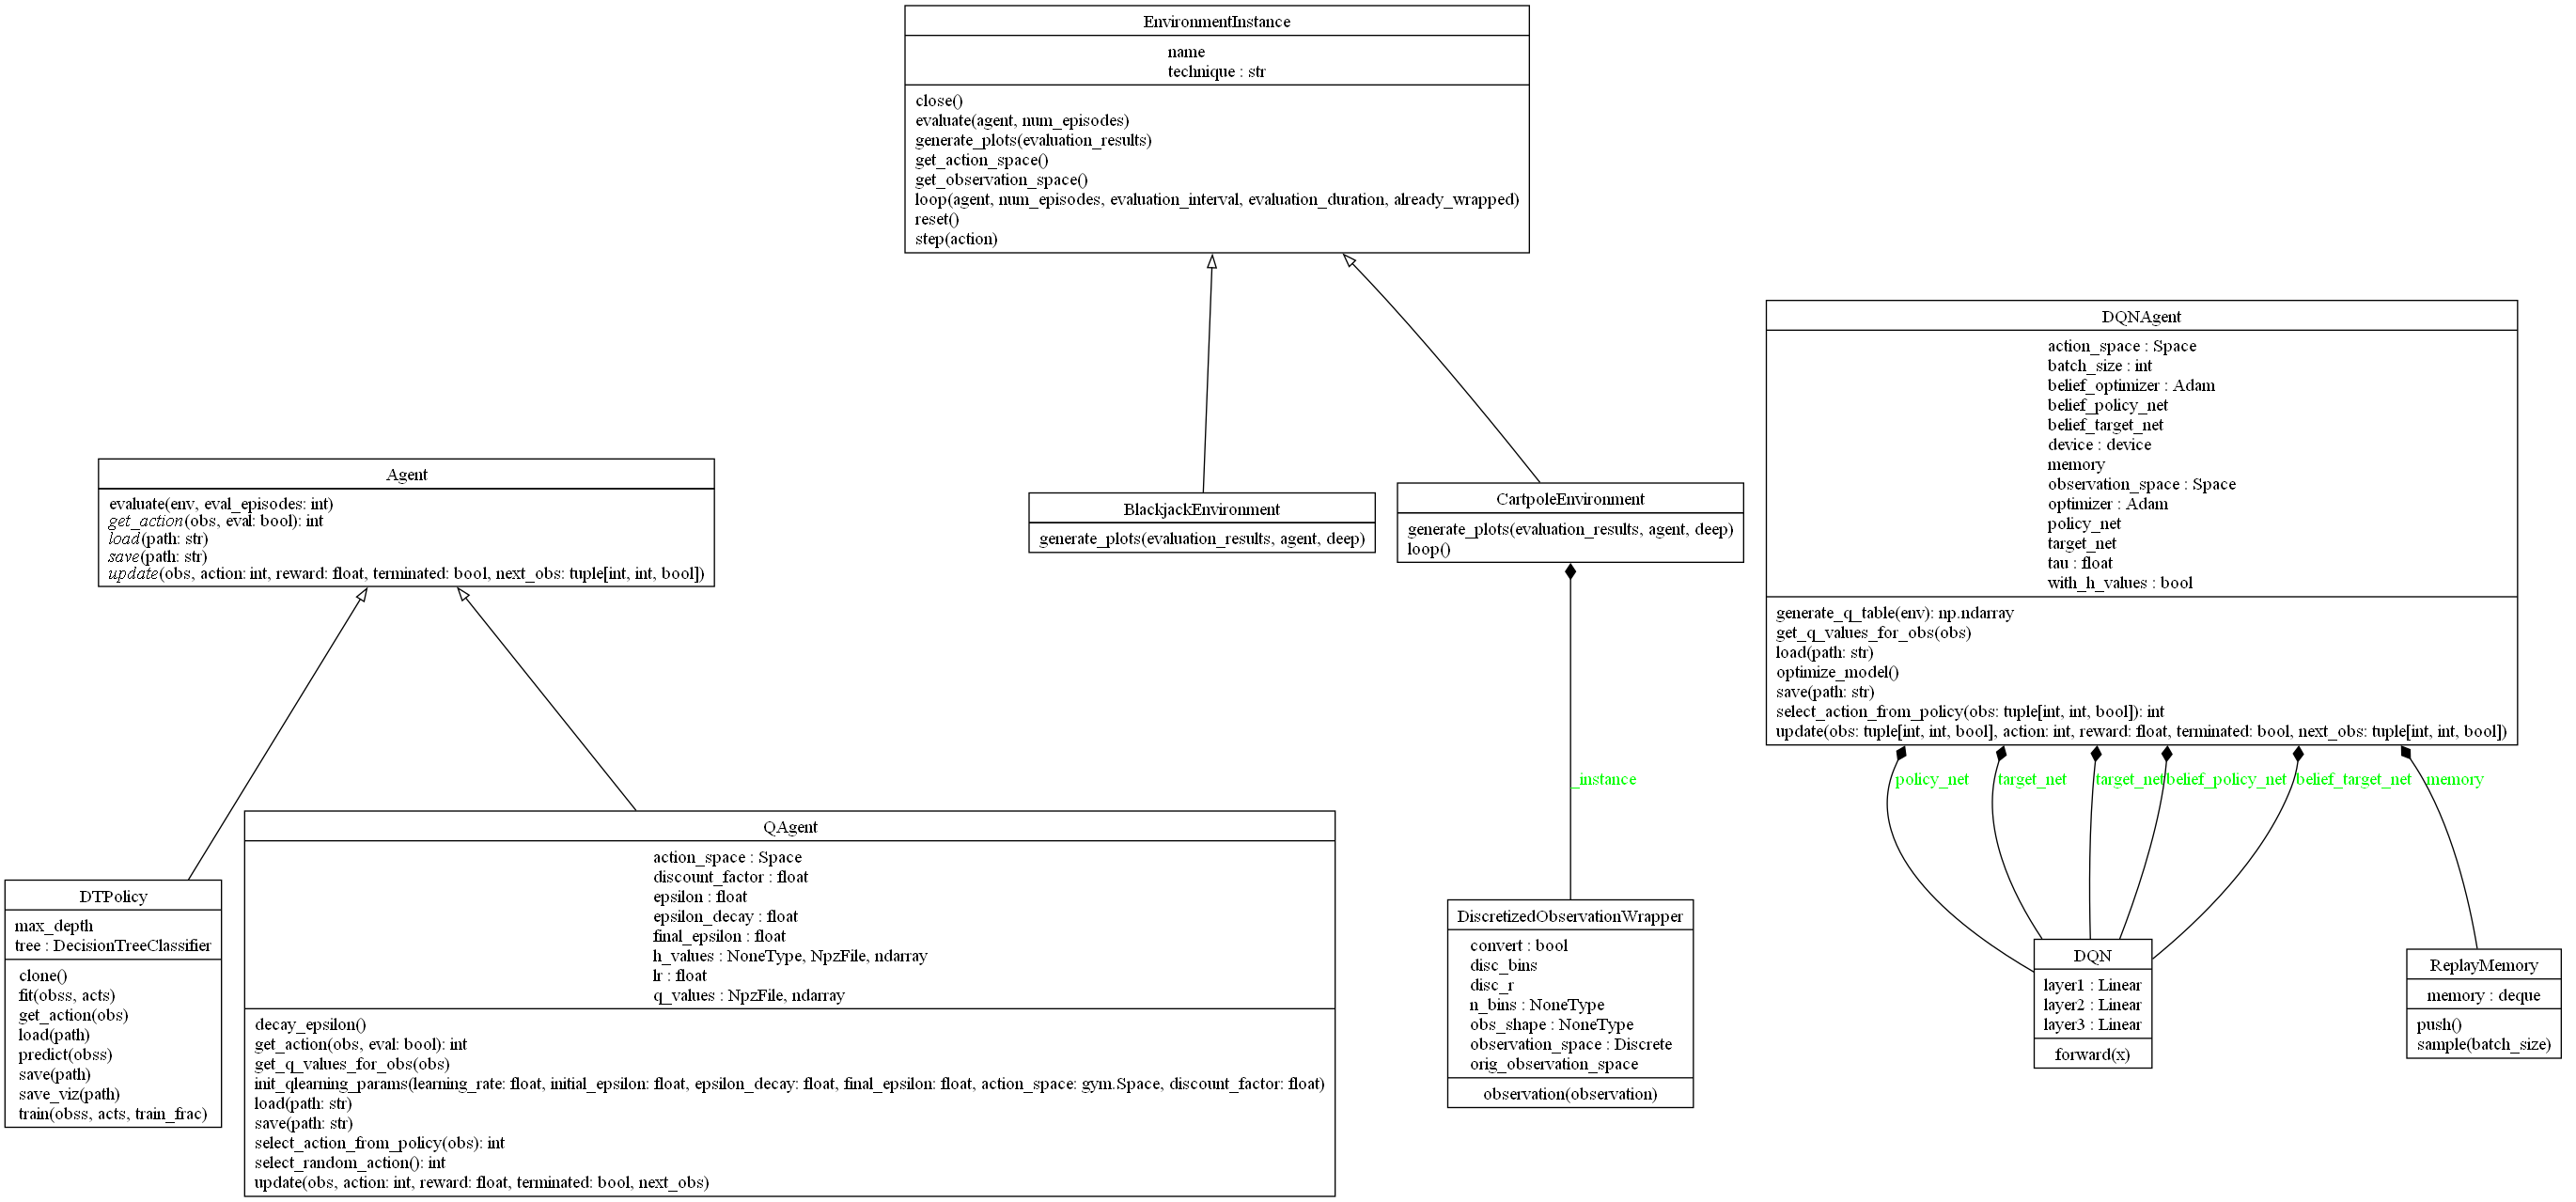 EnvironmentInstance
name
technique : str
close()
evaluate(agent, num_episodes)
generate_plots(evaluation_results)
get_action_space()
get_observation_space()
loop(agent, num_episodes, evaluation_interval, evaluation_duration, already_wrapped)
reset()
step(action)
DQNAgent
action_space : Space
batch_size : int
belief_optimizer : Adam
belief_policy_net
belief_target_net
device : device
memory
observation_space : Space
optimizer : Adam
policy_net
target_net
tau : float
with_h_values : bool
generate_q_table(env): np.ndarray
get_q_values_for_obs(obs)
load(path: str)
optimize_model()
save(path: str)
select_action_from_policy(obs: tuple[int, int, bool]): int
update(obs: tuple[int, int, bool], action: int, reward: float, terminated: bool, next_obs: tuple[int, int, bool])
Agent
evaluate(env, eval_episodes: int)
get_action(obs, eval: bool): int
load(path: str)
save(path: str)
update(obs, action: int, reward: float, terminated: bool, next_obs: tuple[int, int, bool])
BlackjackEnvironment
generate_plots(evaluation_results, agent, deep)
CartpoleEnvironment
generate_plots(evaluation_results, agent, deep)
loop()
_instance
policy_net
target_net
target_net
belief_policy_net
belief_target_net
memory
DTPolicy
max_depth
tree : DecisionTreeClassifier
clone()
fit(obss, acts)
get_action(obs)
load(path)
predict(obss)
save(path)
save_viz(path)
train(obss, acts, train_frac)
QAgent
action_space : Space
discount_factor : float
epsilon : float
epsilon_decay : float
final_epsilon : float
h_values : NoneType, NpzFile, ndarray
lr : float
q_values : NpzFile, ndarray
decay_epsilon()
get_action(obs, eval: bool): int
get_q_values_for_obs(obs)
init_qlearning_params(learning_rate: float, initial_epsilon: float, epsilon_decay: float, final_epsilon: float, action_space: gym.Space, discount_factor: float)
load(path: str)
save(path: str)
select_action_from_policy(obs): int
select_random_action(): int
update(obs, action: int, reward: float, terminated: bool, next_obs)
DiscretizedObservationWrapper
convert : bool
disc_bins
disc_r
n_bins : NoneType
obs_shape : NoneType
observation_space : Discrete
orig_observation_space
observation(observation)
DQN
layer1 : Linear
layer2 : Linear
layer3 : Linear
forward(x)
ReplayMemory
memory : deque
push()
sample(batch_size)